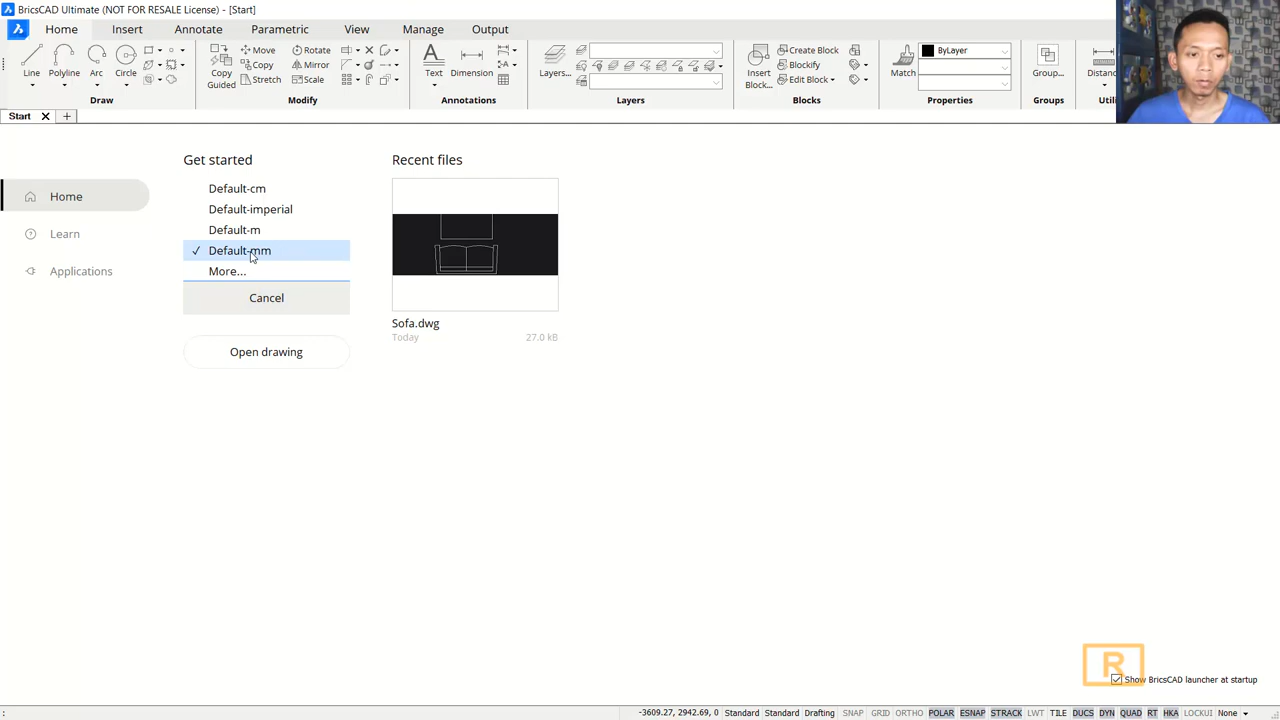 BricsCAD Ultimate (NOT FOR RESALE License) - [Start]
Home Insert Annotate Parametric View Manage Output
Line Polyline Arc Circle
Draw
Copy Guided
Move
Copy
Stretch
Rotate
Mirror
Scale
Modify
Text Dimension
Annotations
Layers...
Layers
Insert Block...
Create Block
Blockify
Edit Block
Blocks
Match
ByLayer
Properties
Group...
Groups
Distanc
Utili
Start
Home
Learn
Applications
Get started
Default-cm
Default-imperial
Default-m
Default-mm
More...
Cancel
Open drawing
Recent files
Sofa.dwg
Today 27.0 kB
R
Show BricsCAD launcher at startup
: -3609.27, 2942.69, 0 Standard Standard Drafting SNAP GRID ORTHO POLAR ESNAP STRACK LWT TILE DUCS DYN QUAD RT HKA LOCKUI None